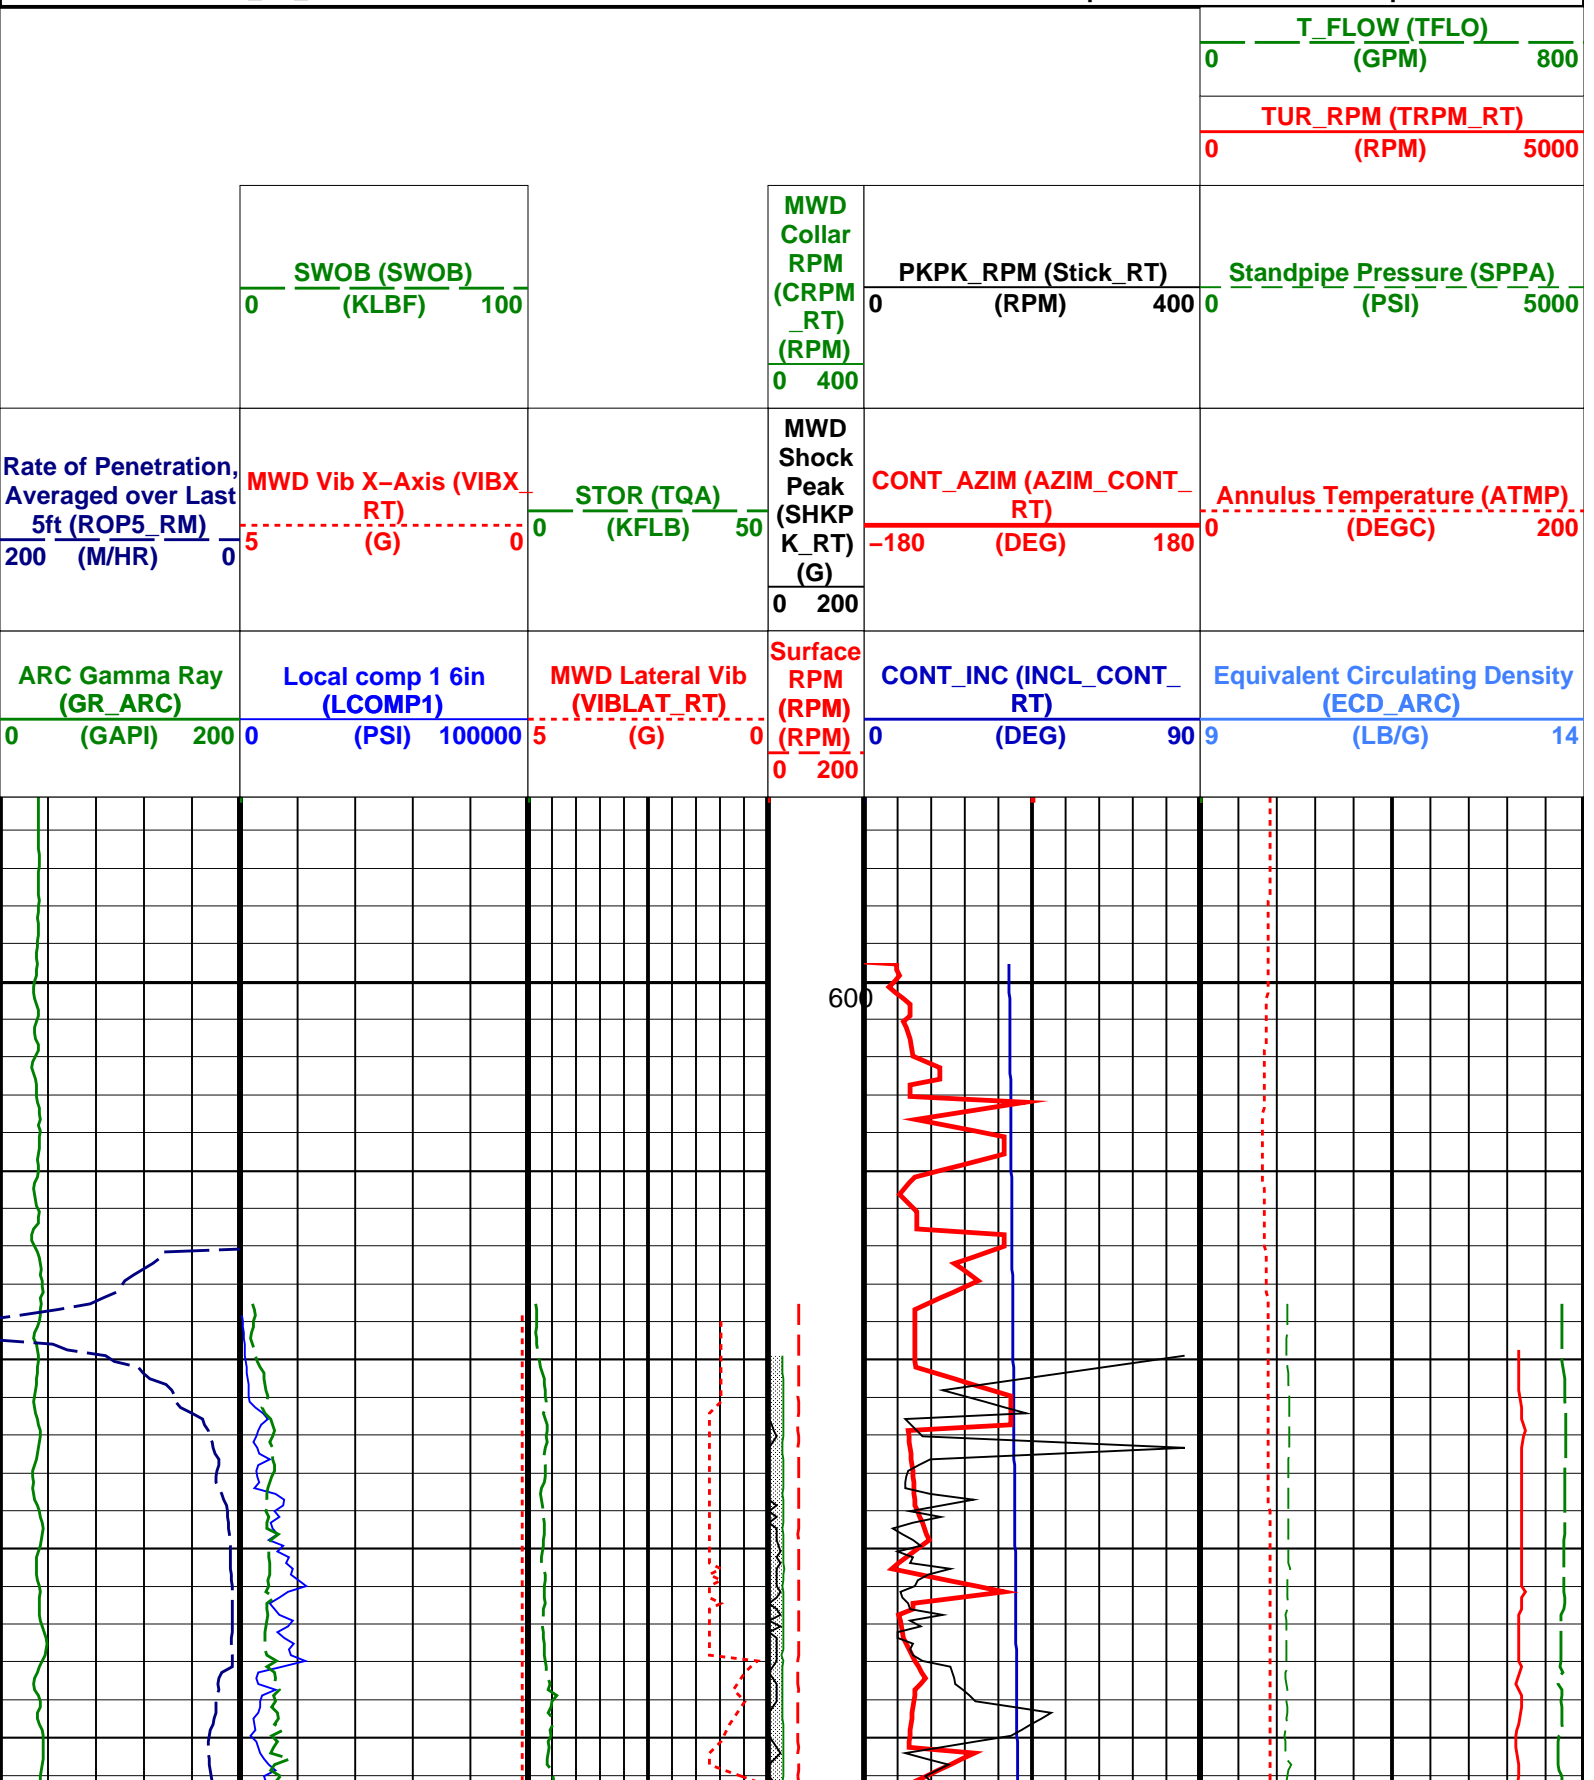 T_FLOW (TFLO)
0 (GPM) 800
TUR_RPM (TRPM_RT)
0 (RPM) 5000
SWOB (SWOB)
0 (KLBF) 100
MWD
Collar
RPM
(CRPM
_RT)
(RPM)
0 400
PKPK_RPM (Stick_RT)
0 (RPM) 400
Standpipe Pressure (SPPA)
0 (PSI) 5000
Rate of Penetration,
Averaged over Last
5ft (ROP5_RM)
200 (M/HR) 0
MWD Vib X−Axis (VIBX_
RT)
5 (G) 0
STOR (TQA)
0 (KFLB) 50
MWD
Shock
Peak
(SHKP
K_RT)
(G)
0 200
CONT_AZIM (AZIM_CONT_
RT)
−180 (DEG) 180
Annulus Temperature (ATMP)
0 (DEGC) 200
ARC Gamma Ray
(GR_ARC)
0 (GAPI) 200
Local comp 1 6in
(LCOMP1)
0 (PSI) 100000
MWD Lateral Vib
(VIBLAT_RT)
5 (G) 0
Surface
RPM
(RPM)
(RPM)
0 200
CONT_INC (INCL_CONT_
RT)
0 (DEG) 90
Equivalent Circulating Density
(ECD_ARC)
9 (LB/G) 14
600